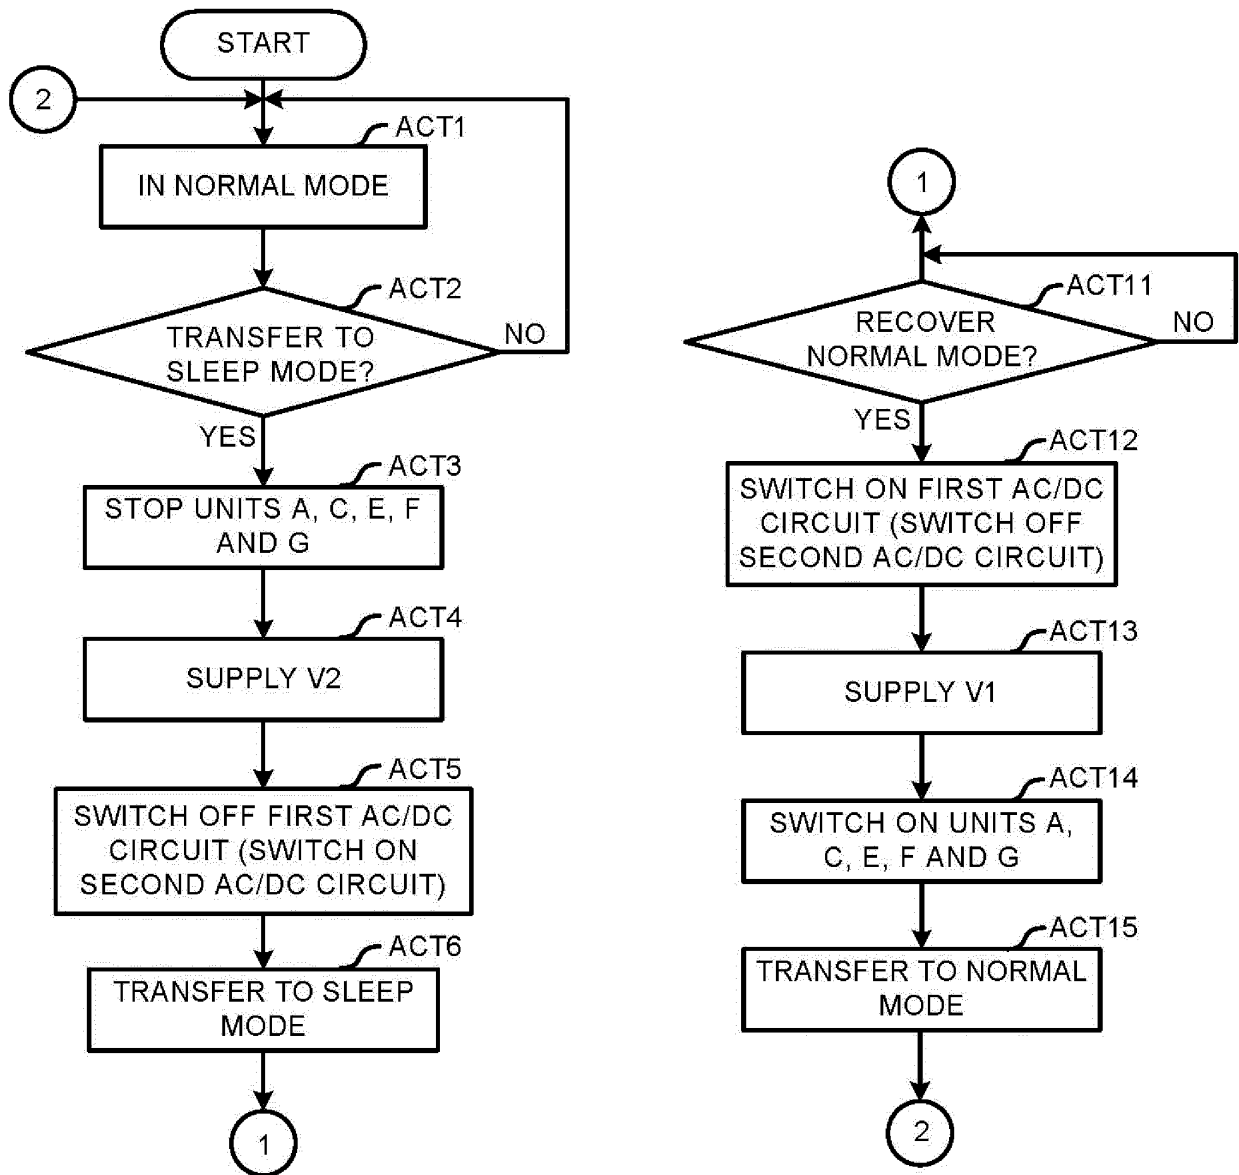 START
2
ACT1
IN NORMAL MODE
ACT2
TRANSFER TO
SLEEP MODE?
NO
YES
ACT3
STOP UNITS A, C, E, F
AND G
ACT4
SUPPLY V2
ACT5
SWITCH OFF FIRST AC/DC
CIRCUIT (SWITCH ON
SECOND AC/DC CIRCUIT)
ACT6
TRANSFER TO SLEEP
MODE
1
1
ACT11
RECOVER
NORMAL MODE?
NO
YES
ACT12
SWITCH ON FIRST AC/DC
CIRCUIT (SWITCH OFF
SECOND AC/DC CIRCUIT)
ACT13
SUPPLY V1
ACT14
SWITCH ON UNITS A,
C, E, F AND G
ACT15
TRANSFER TO NORMAL
MODE
2